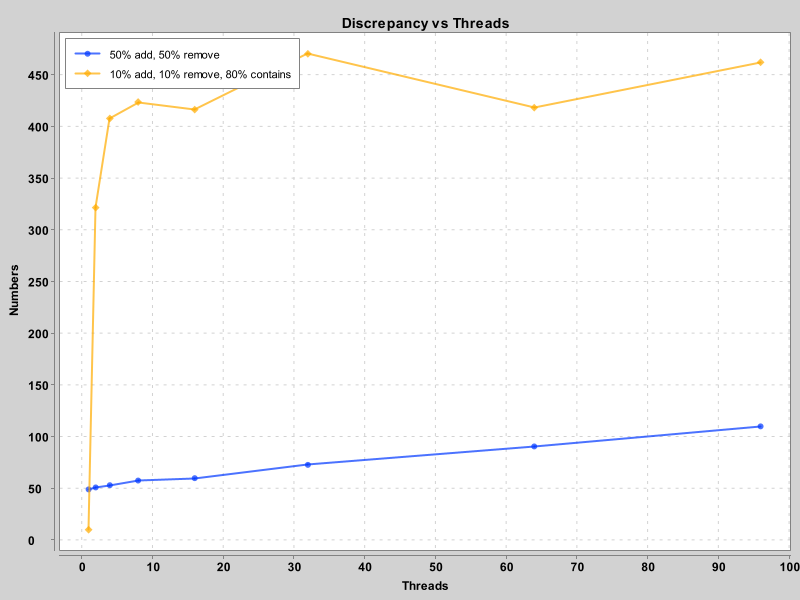 Discrepancy vs Threads
50% add, 50% remove
10% add, 10% remove, 80% contains
450
400
350
300
250
200
150
100
50
0
Numbers
0 10 20 30 40 50 60 70 80 90 100
Threads